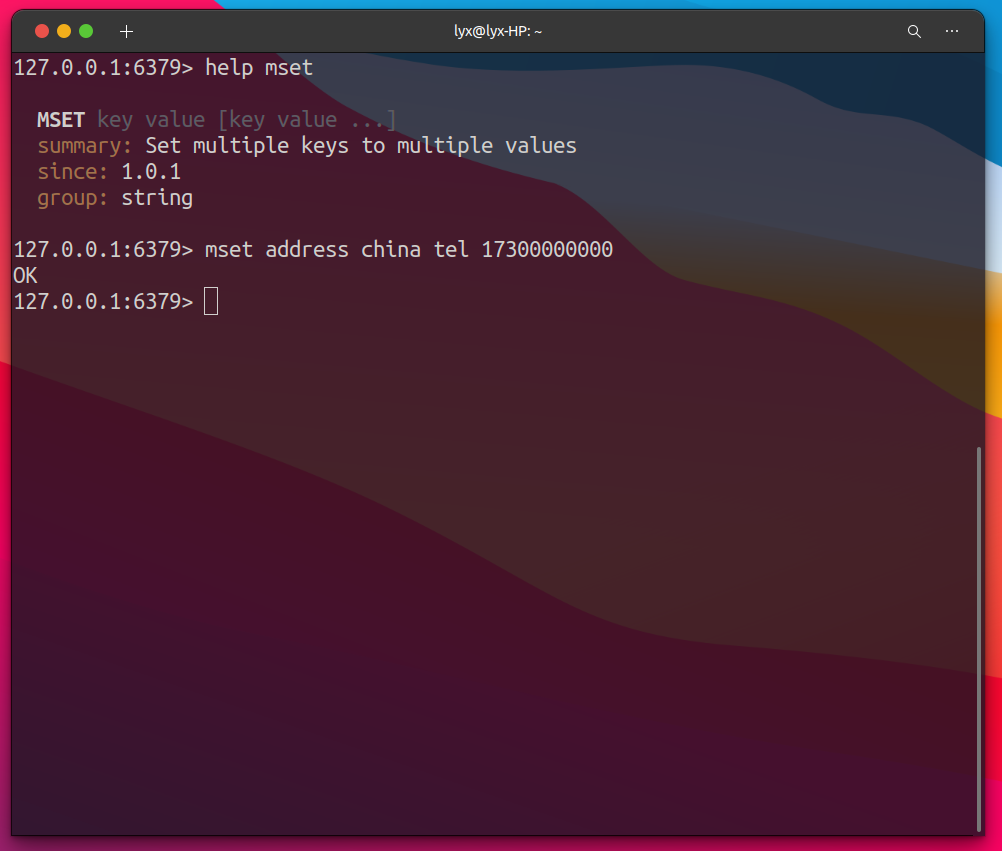 lyx@lyx-HP: ~
127.0.0.1:6379> help mset
MSET key value [key value ...]
summary: Set multiple keys to multiple values
since: 1.0.1
group: string
127.0.0.1:6379> mset address china tel 17300000000
OK
127.0.0.1:6379>